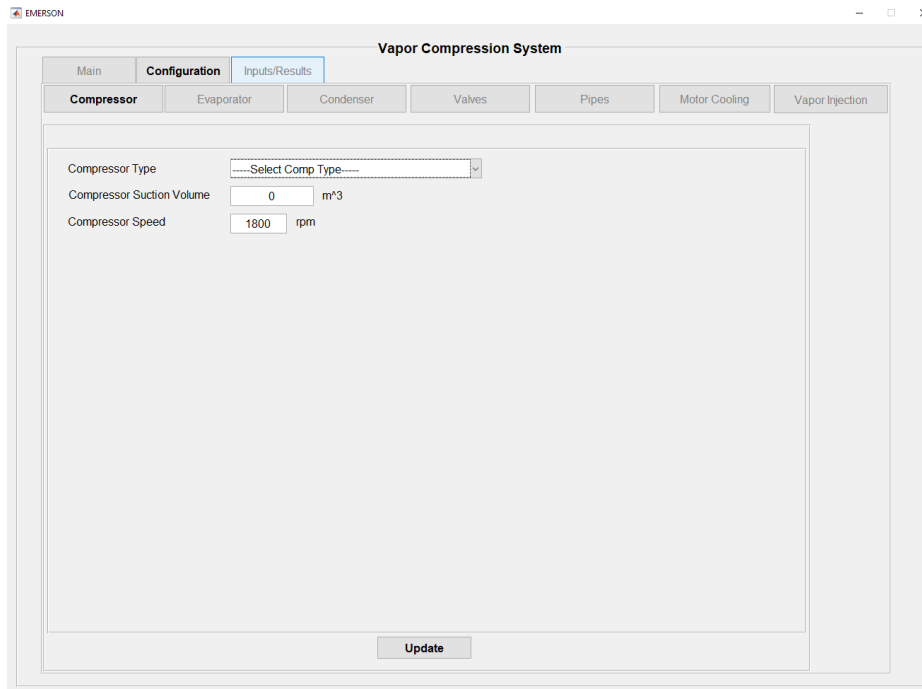 EMERSON
Vapor Compression System
Main Configuration Inputs/Results
Compressor Evaporator Condenser Valves Pipes Motor Cooling Vapor Injection
Compressor Type -----Select Comp Type-----
Compressor Suction Volume 0 m^3
Compressor Speed 1800 rpm
Update